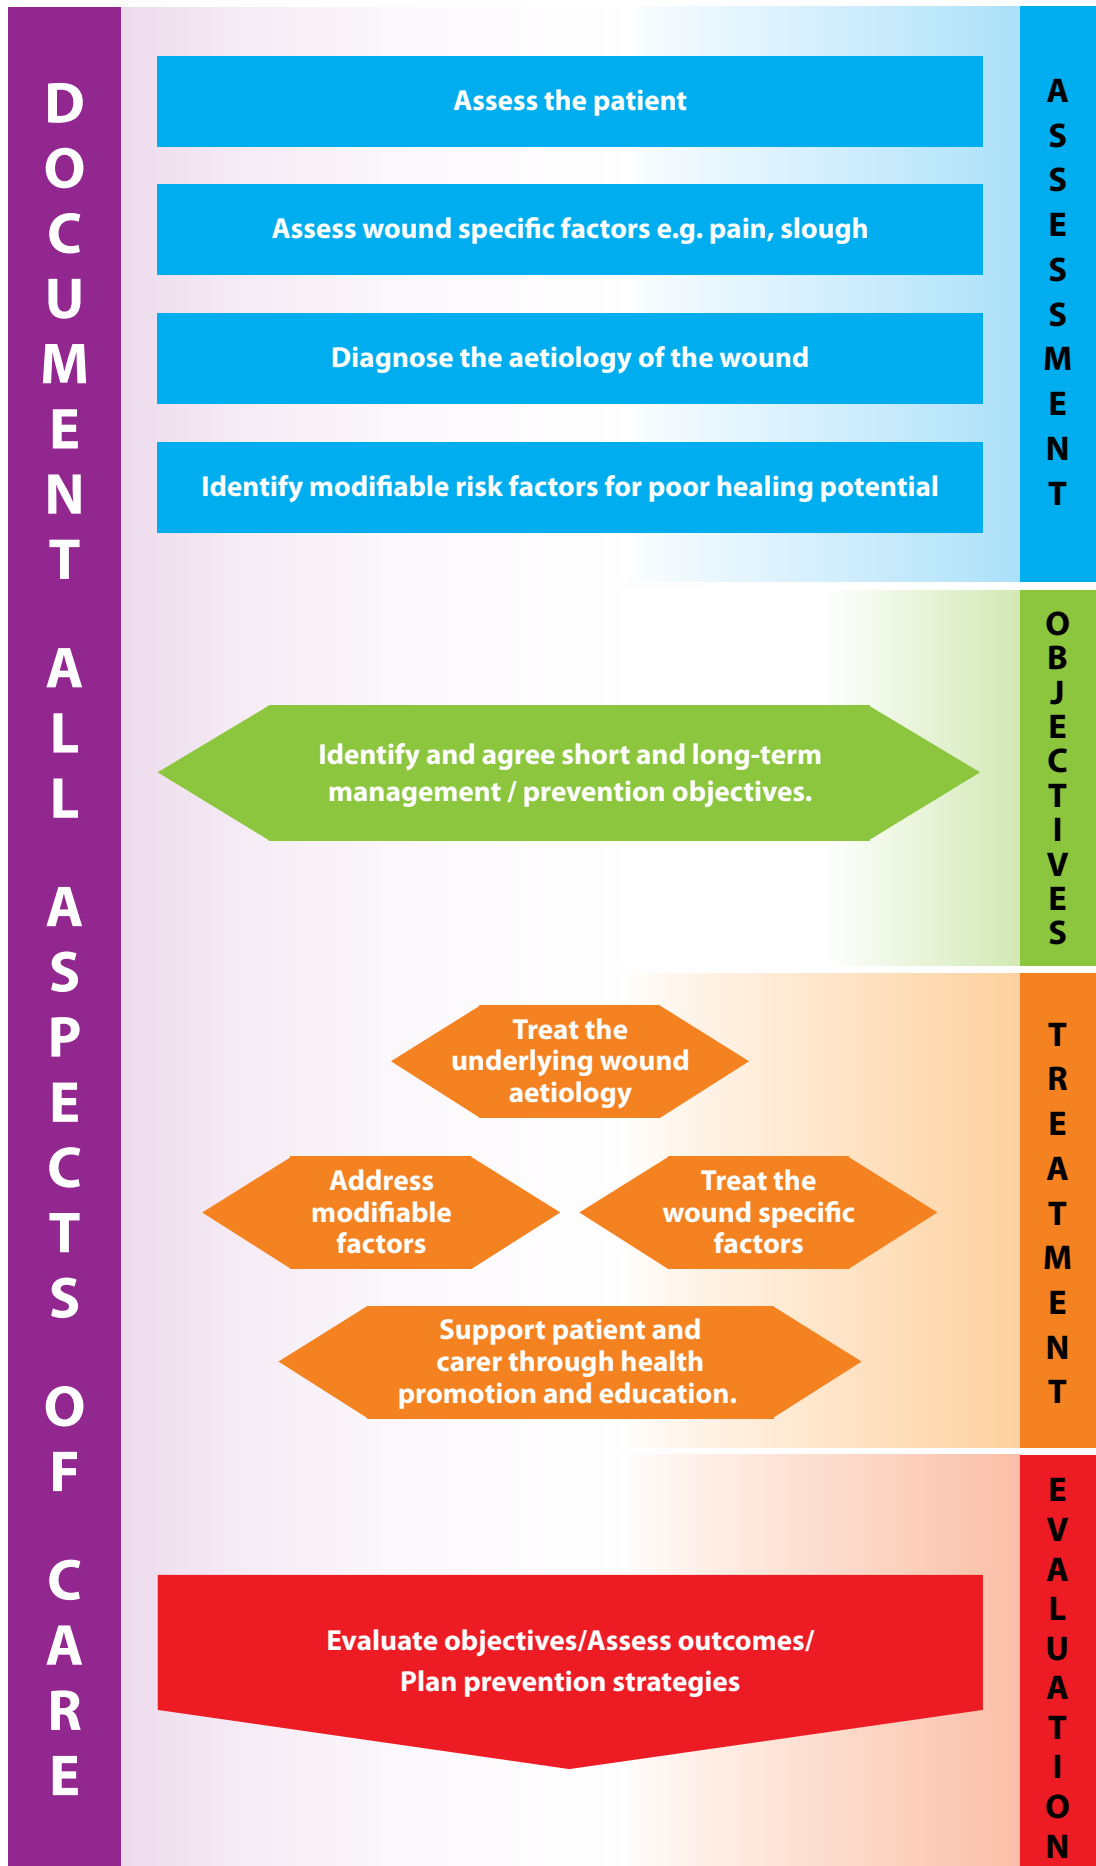 DOCUMENT ALL ASPECTS OF CARE
ASSESSMENT
Assess the patient
Assess wound specific factors e.g. pain, slough
Diagnose the aetiology of the wound
Identify modifiable risk factors for poor healing potential
OBJECTIVES
Identify and agree short and long-term
management / prevention objectives.
TREATMENT
Treat the
underlying wound
aetiology
Address
modifiable
factors
Treat the
wound specific
factors
Support patient and
carer through health
promotion and education.
EVALUATION
Evaluate objectives/Assess outcomes/
Plan prevention strategies